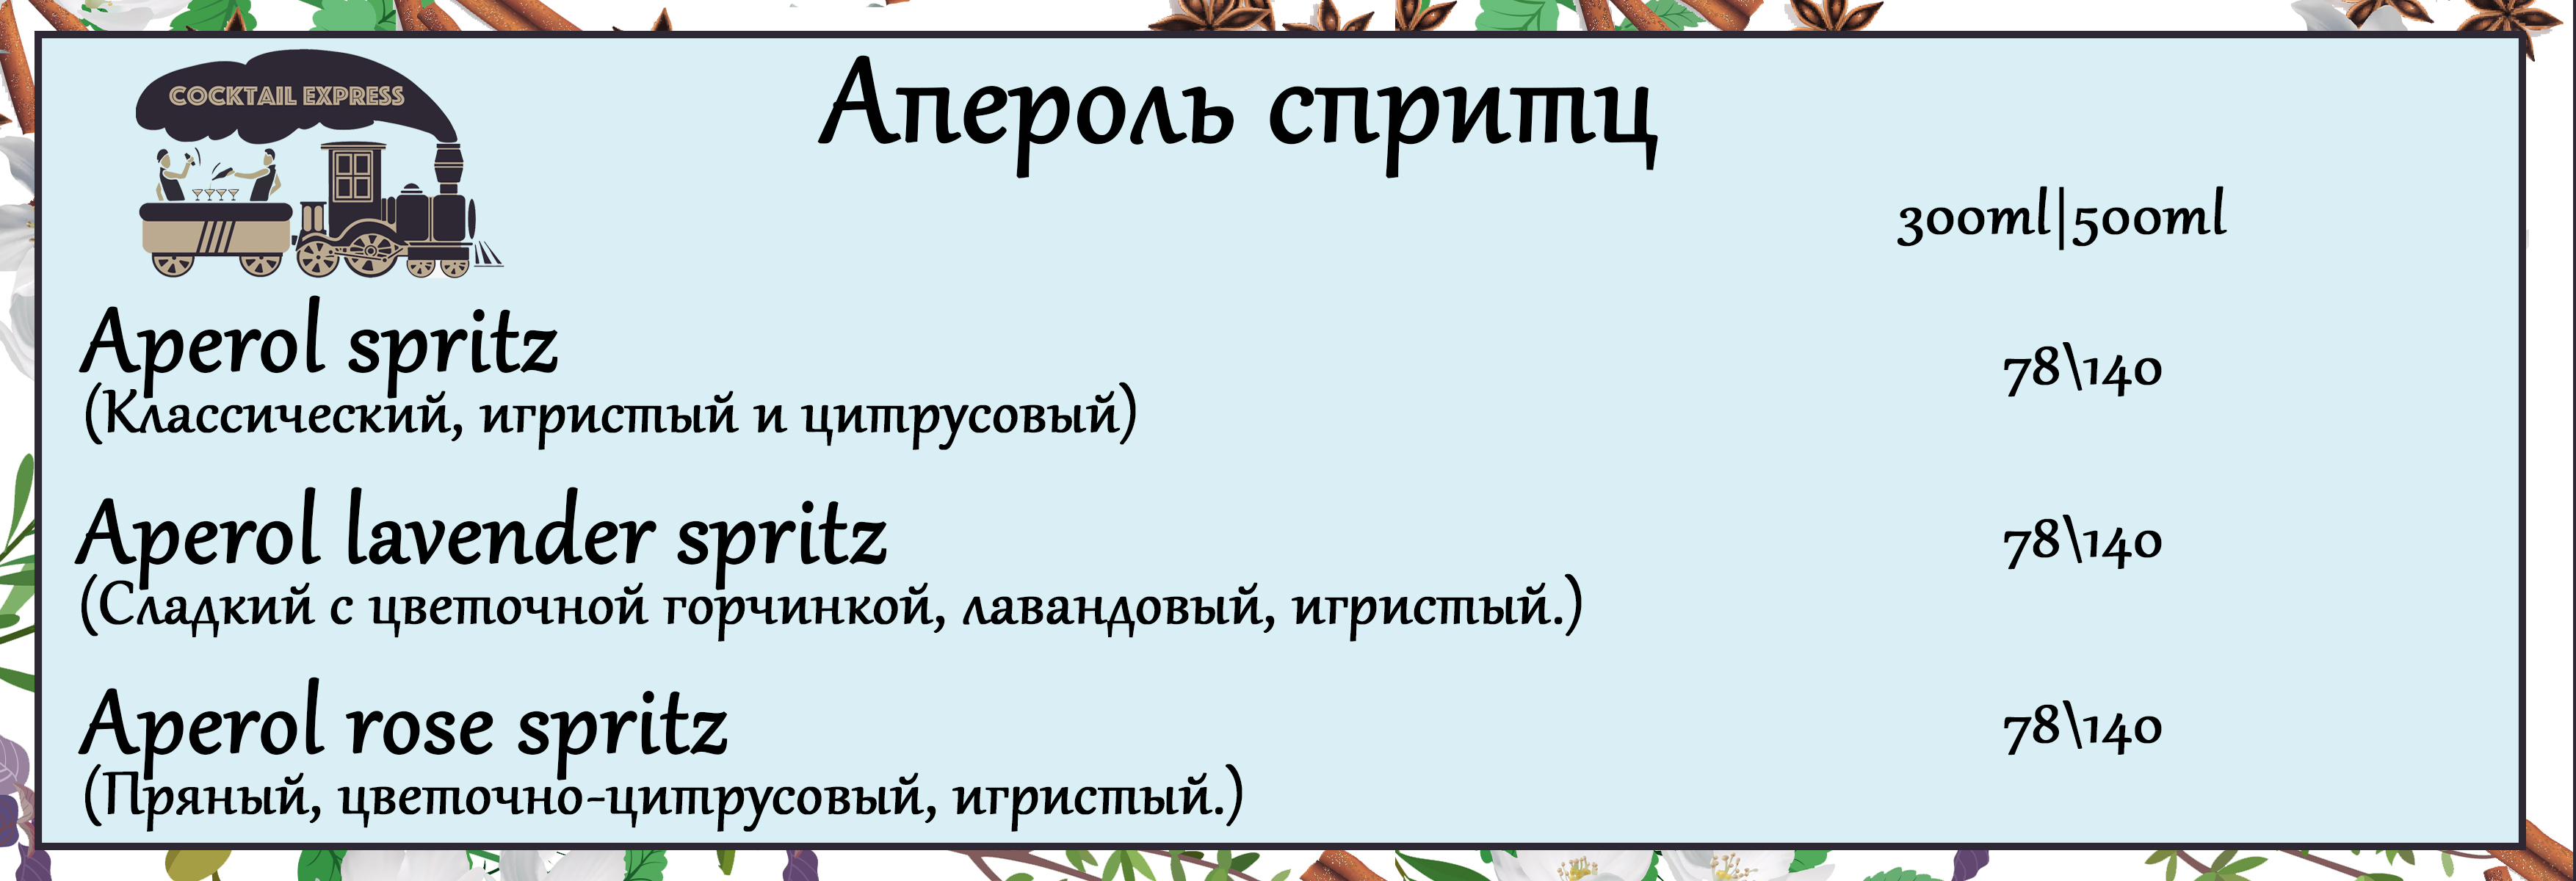 COCKTAIL EXPRESS
Апероль спритц
300ml|500ml
Aperol spritz
78\140
(Классический, игристый и цитрусовый)
Aperol lavender spritz
78\140
(Сладкий с цветочной горчинкой, лавандовый, игристый.)
Aperol rose spritz
78\140
(Пряный, цветочно-цитрусовый, игристый.)